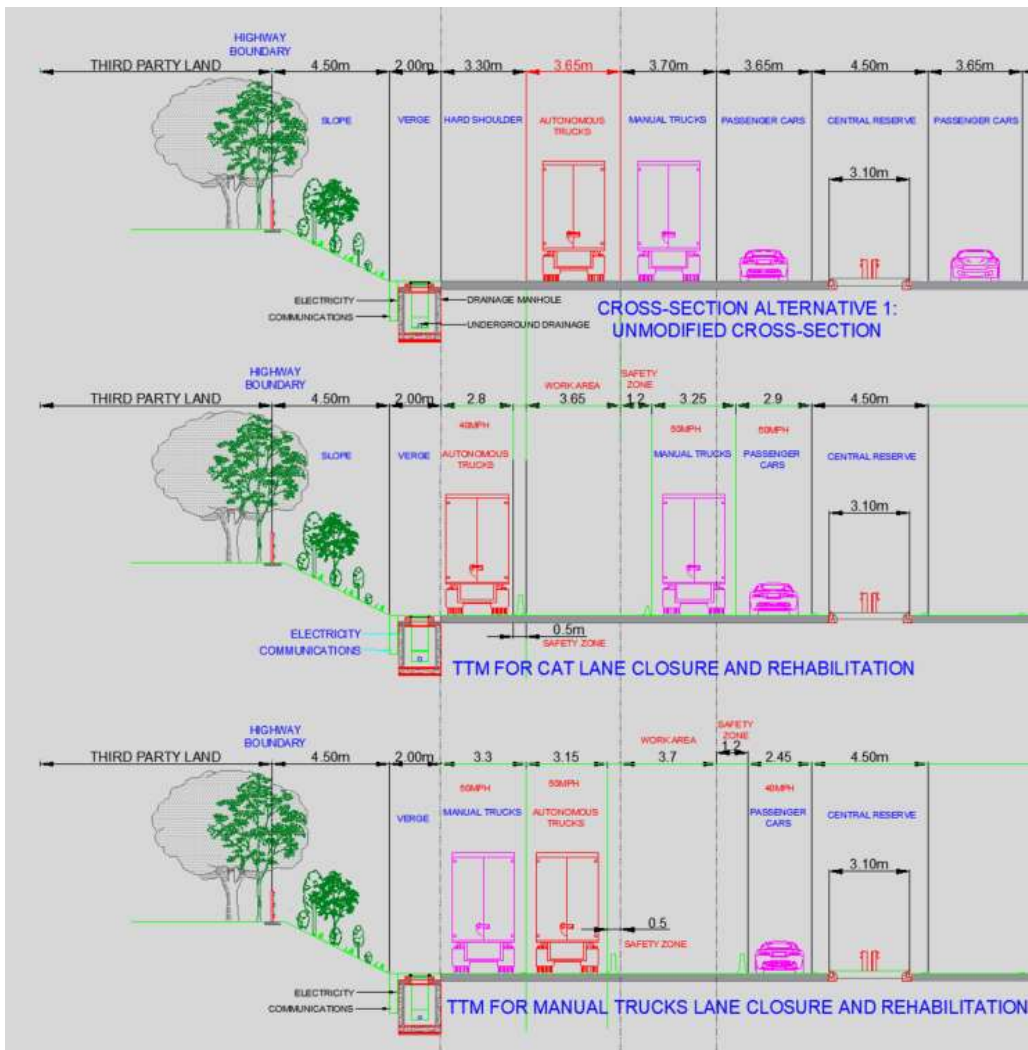 HIGHWAY
BOUNDARY
THIRD PARTY LAND 4.50m 2.00m 3.30m 3.65m 3.70m 3.65m 4.50m 3.65m
SLOPE VERGE HARD SHOULDER AUTONOMOUS TRUCKS MANUAL TRUCKS PASSENGER CARS CENTRAL RESERVE PASSENGER CARS
3.10m
ELECTRICITY DRAINAGE MANHOLE
COMMUNICATIONS UNDERGROUND DRAINAGE
CROSS-SECTION ALTERNATIVE 1:
UNMODIFIED CROSS-SECTION
HIGHWAY
BOUNDARY
WORK AREA SAFETY ZONE
THIRD PARTY LAND 4.50m 2.00m 2.8 3.65 1.2 3.25 2.9 4.50m
40MPH 50MPH 50MPH
SLOPE VERGE AUTONOMOUS TRUCKS MANUAL TRUCKS PASSENGER CARS CENTRAL RESERVE
3.10m
ELECTRICITY
COMMUNICATIONS
0.5m
SAFETY ZONE
TTM FOR CAT LANE CLOSURE AND REHABILITATION
HIGHWAY
BOUNDARY
WORK AREA SAFETY ZONE
THIRD PARTY LAND 4.50m 2.00m 3.3 3.15 3.7 1.2 2.45 4.50m
50MPH 50MPH 40MPH
VERGE MANUAL TRUCKS AUTONOMOUS TRUCKS PASSENGER CARS CENTRAL RESERVE
3.10m
0.5
SAFETY ZONE
ELECTRICITY
COMMUNICATIONS
TTM FOR MANUAL TRUCKS LANE CLOSURE AND REHABILITATION